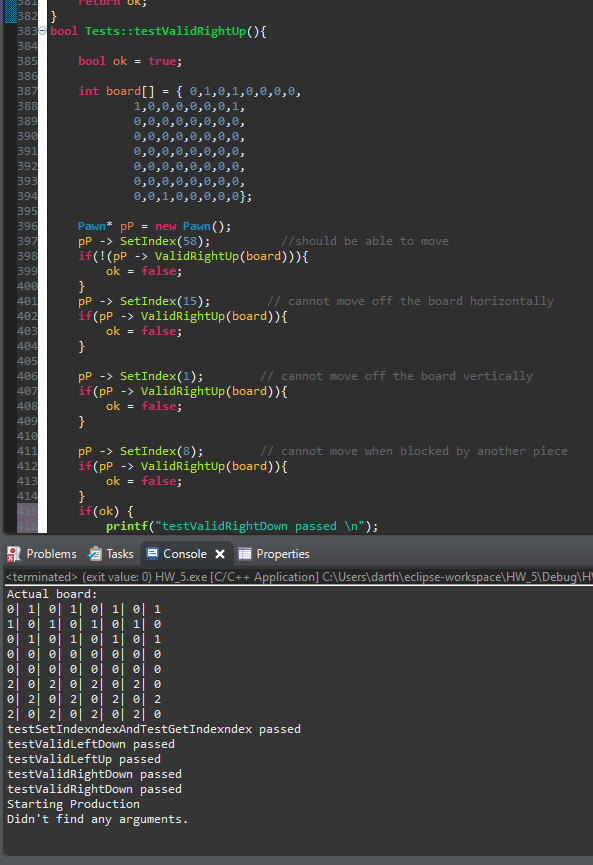 381 return ok;
382 }
383 bool Tests::testValidRightUp(){
384
385 bool ok = true;
386
387 int board[] = { 0,1,0,1,0,0,0,0,
388 1,0,0,0,0,0,0,1,
389 0,0,0,0,0,0,0,0,
390 0,0,0,0,0,0,0,0,
391 0,0,0,0,0,0,0,0,
392 0,0,0,0,0,0,0,0,
393 0,0,0,0,0,0,0,0,
394 0,0,1,0,0,0,0,0};
395
396 Pawn* pP = new Pawn();
397 pP -> SetIndex(58); //should be able to move
398 if(!(pP -> ValidRightUp(board))){
399 ok = false;
400 }
401 pP -> SetIndex(15); // cannot move off the board horizontally
402 if(pP -> ValidRightUp(board)){
403 ok = false;
404 }
405
406 pP -> SetIndex(1); // cannot move off the board vertically
407 if(pP -> ValidRightUp(board)){
408 ok = false;
409 }
410
411 pP -> SetIndex(8); // cannot move when blocked by another piece
412 if(pP -> ValidRightUp(board)){
413 ok = false;
414 }
415 if(ok) {
416 printf("testValidRightDown passed \n");
Problems Tasks Console Properties
<terminated> (exit value: 0) HW_5.exe [C/C++ Application] C:\Users\darth\eclipse-workspace\HW_5\Debug\HW
Actual board:
0| 1| 0| 1| 0| 1| 0| 1
1| 0| 1| 0| 1| 0| 1| 0
0| 1| 0| 1| 0| 1| 0| 1
0| 0| 0| 0| 0| 0| 0| 0
0| 0| 0| 0| 0| 0| 0| 0
2| 0| 2| 0| 2| 0| 2| 0
0| 2| 0| 2| 0| 2| 0| 2
2| 0| 2| 0| 2| 0| 2| 0
testSetIndexndexAndTestGetIndexndex passed
testValidLeftDown passed
testValidLeftUp passed
testValidRightDown passed
testValidRightDown passed
Starting Production
Didn't find any arguments.